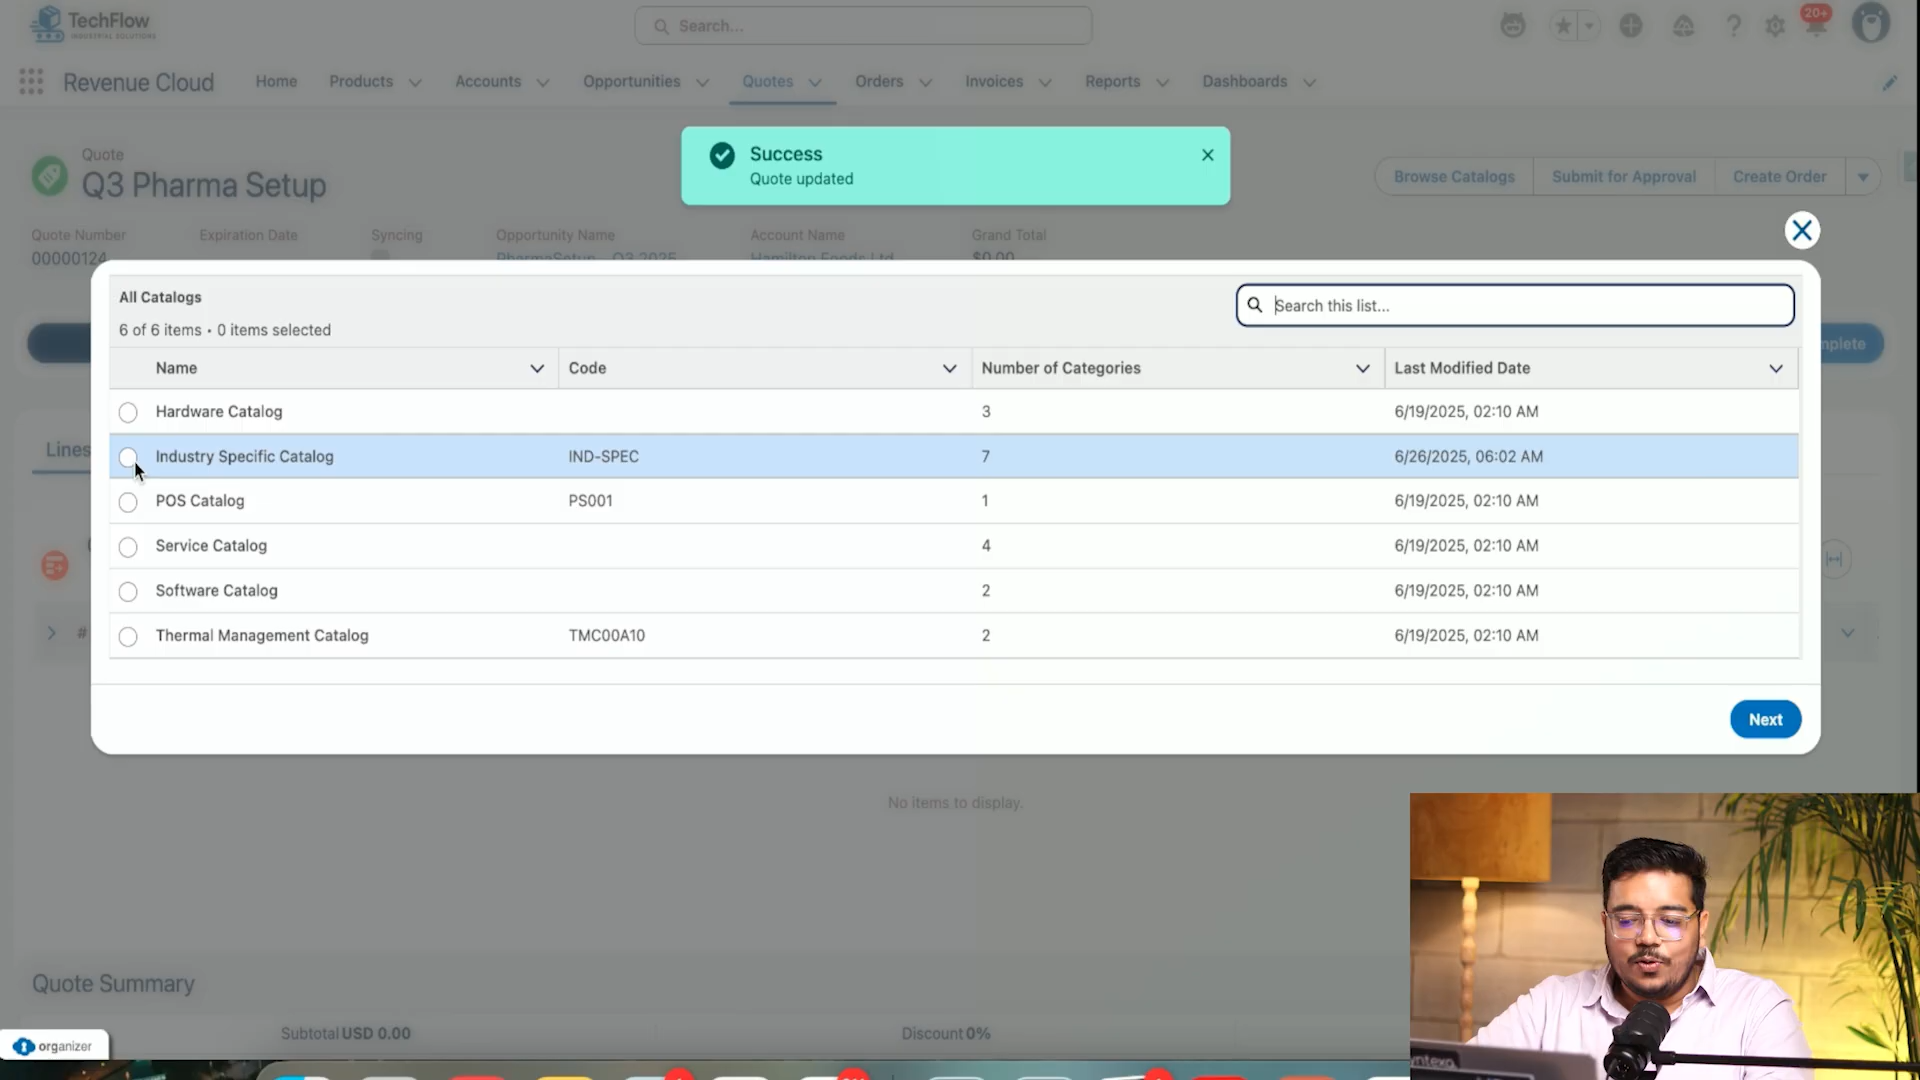 TechFlow
INDUSTRIAL SOLUTIONS
Search...
20+
Revenue Cloud
Home
Products
Accounts
Opportunities
Quotes
Orders
Invoices
Reports
Dashboards
Success
Quote updated
Quote
Q3 Pharma Setup
Browse Catalogs
Submit for Approval
Create Order
Quote Number
Expiration Date
Syncing
Opportunity Name
Account Name
Grand Total
00000124
PharmaSetup - Q3 2025
Hamilton Foods Ltd
$0.00
All Catalogs
6 of 6 items • 0 items selected
Search this list...
mplete
Name
Code
Number of Categories
Last Modified Date
Hardware Catalog
3
6/19/2025, 02:10 AM
Lines
Industry Specific Catalog
IND-SPEC
7
6/26/2025, 06:02 AM
POS Catalog
PS001
1
6/19/2025, 02:10 AM
Service Catalog
4
6/19/2025, 02:10 AM
Software Catalog
2
6/19/2025, 02:10 AM
#
Thermal Management Catalog
TMC00A10
2
6/19/2025, 02:10 AM
Next
No items to display.
Quote Summary
Subtotal USD 0.00
Discount 0%
organizer